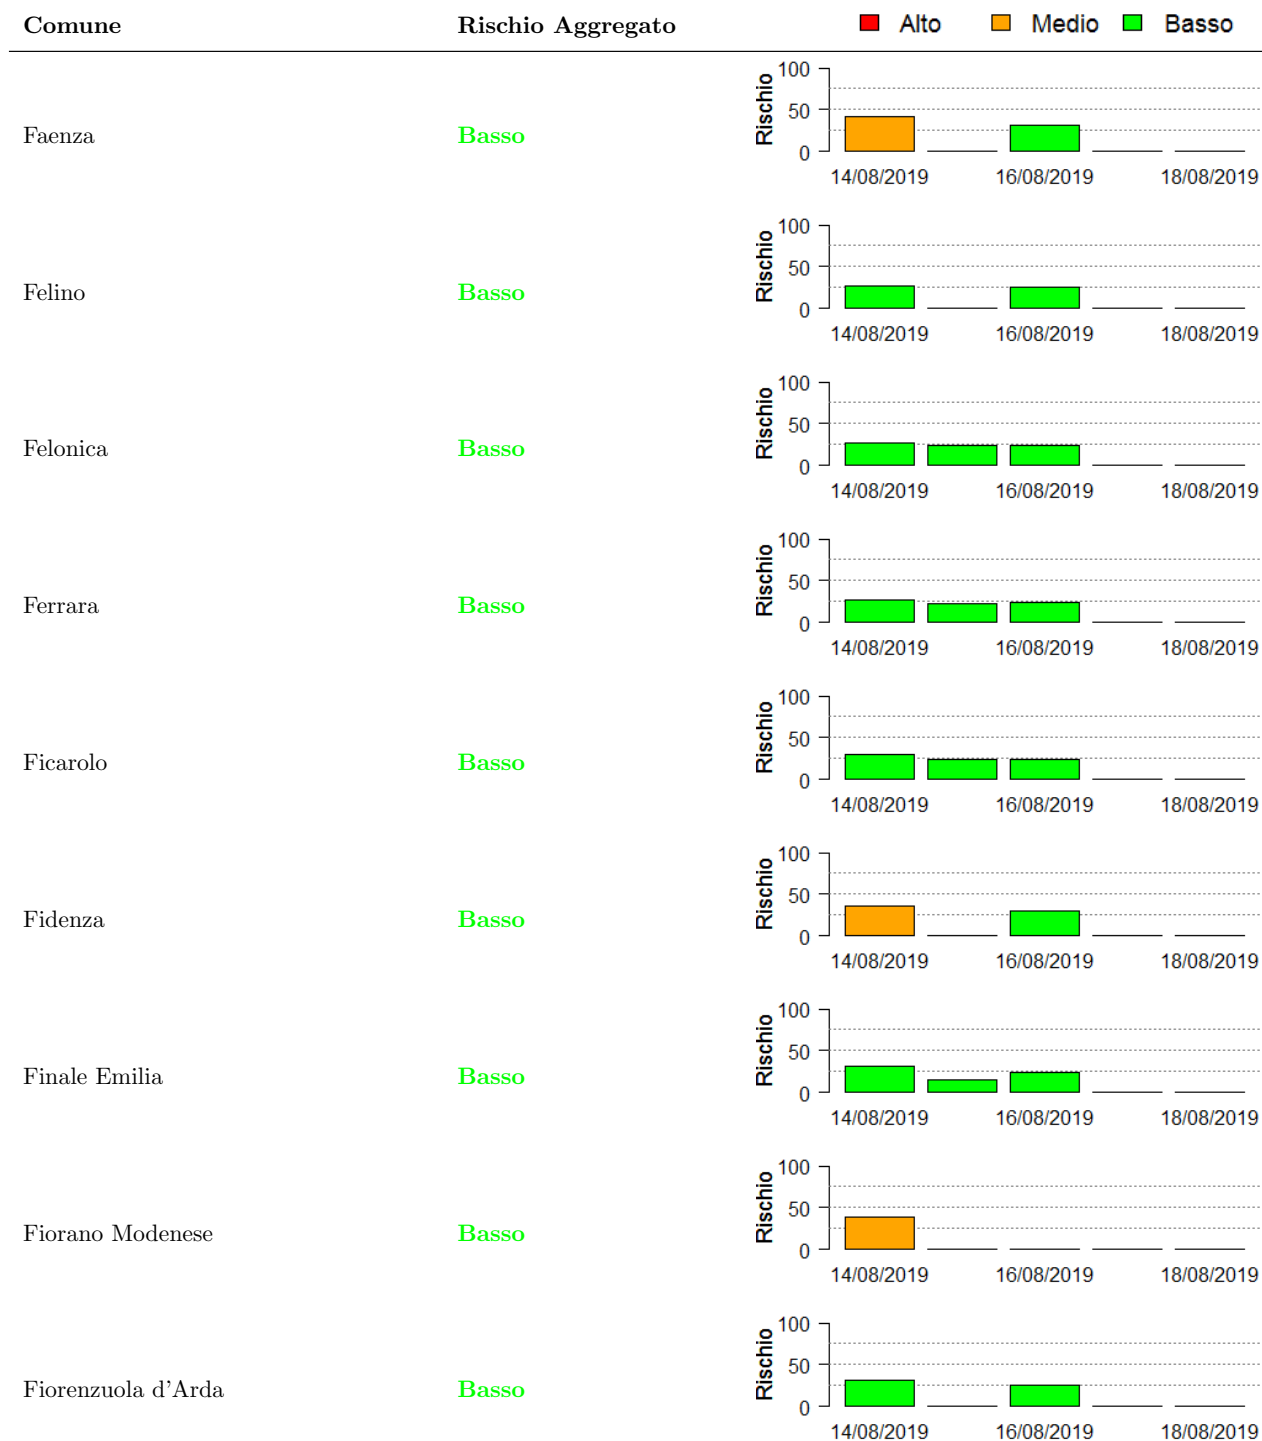 Comune Rischio Aggregato Alto Medio Basso
Faenza Basso Rischio 100 50 0
14/08/2019 16/08/2019 18/08/2019
Felino Basso Rischio 100 50 0
14/08/2019 16/08/2019 18/08/2019
Felonica Basso Rischio 100 50 0
14/08/2019 16/08/2019 18/08/2019
Ferrara Basso Rischio 100 50 0
14/08/2019 16/08/2019 18/08/2019
Ficarolo Basso Rischio 100 50 0
14/08/2019 16/08/2019 18/08/2019
Fidenza Basso Rischio 100 50 0
14/08/2019 16/08/2019 18/08/2019
Finale Emilia Basso Rischio 100 50 0
14/08/2019 16/08/2019 18/08/2019
Fiorano Modenese Basso Rischio 100 50 0
14/08/2019 16/08/2019 18/08/2019
Fiorenzuola d'Arda Basso Rischio 100 50 0
14/08/2019 16/08/2019 18/08/2019